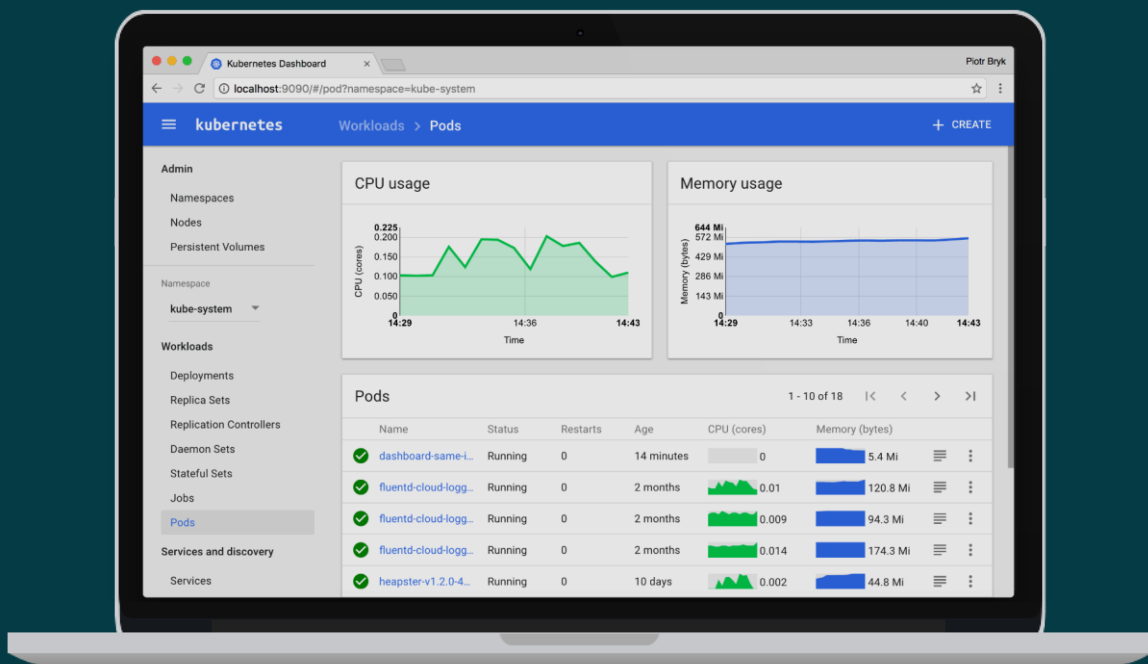 Kubernetes Dashboard
Piotr Bryk
localhost:9090/#/pod?namespace=kube-system
kubernetes
Workloads > Pods
+ CREATE
Admin
Namespaces
Nodes
Persistent Volumes
Namespace
kube-system
Workloads
Deployments
Replica Sets
Replication Controllers
Daemon Sets
Stateful Sets
Jobs
Pods
Services and discovery
Services
CPU usage
CPU (cores)
0.225
0.200
0.150
0.100
0.050
0
14:29 14:36 14:43
Time
Memory usage
Memory (bytes)
644 Mi
572 Mi
429 Mi
286 Mi
143 Mi
0
14:29 14:33 14:36 14:40 14:43
Time
Pods
1 - 10 of 18
Name Status Restarts Age CPU (cores) Memory (bytes)
dashboard-same-i... Running 0 14 minutes 0 5.4 Mi
fluentd-cloud-logg... Running 0 2 months 0.01 120.8 Mi
fluentd-cloud-logg... Running 0 2 months 0.009 94.3 Mi
fluentd-cloud-logg... Running 0 2 months 0.014 174.3 Mi
heapster-v1.2.0-4... Running 0 10 days 0.002 44.8 Mi